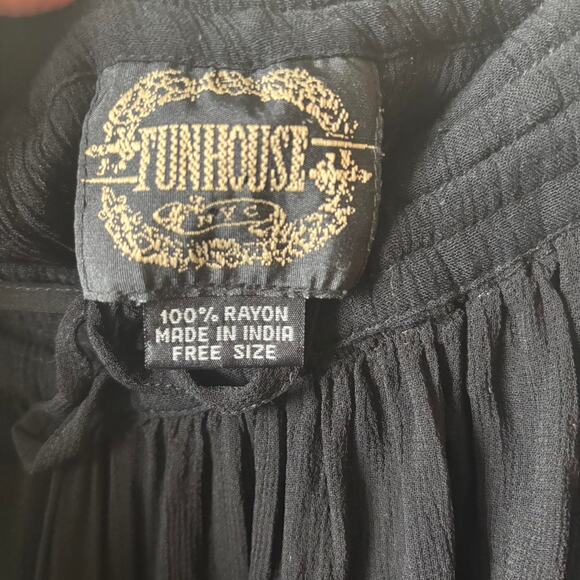 FUNHOUSE
NYC
100% RAYON
MADE IN INDIA
FREE SIZE